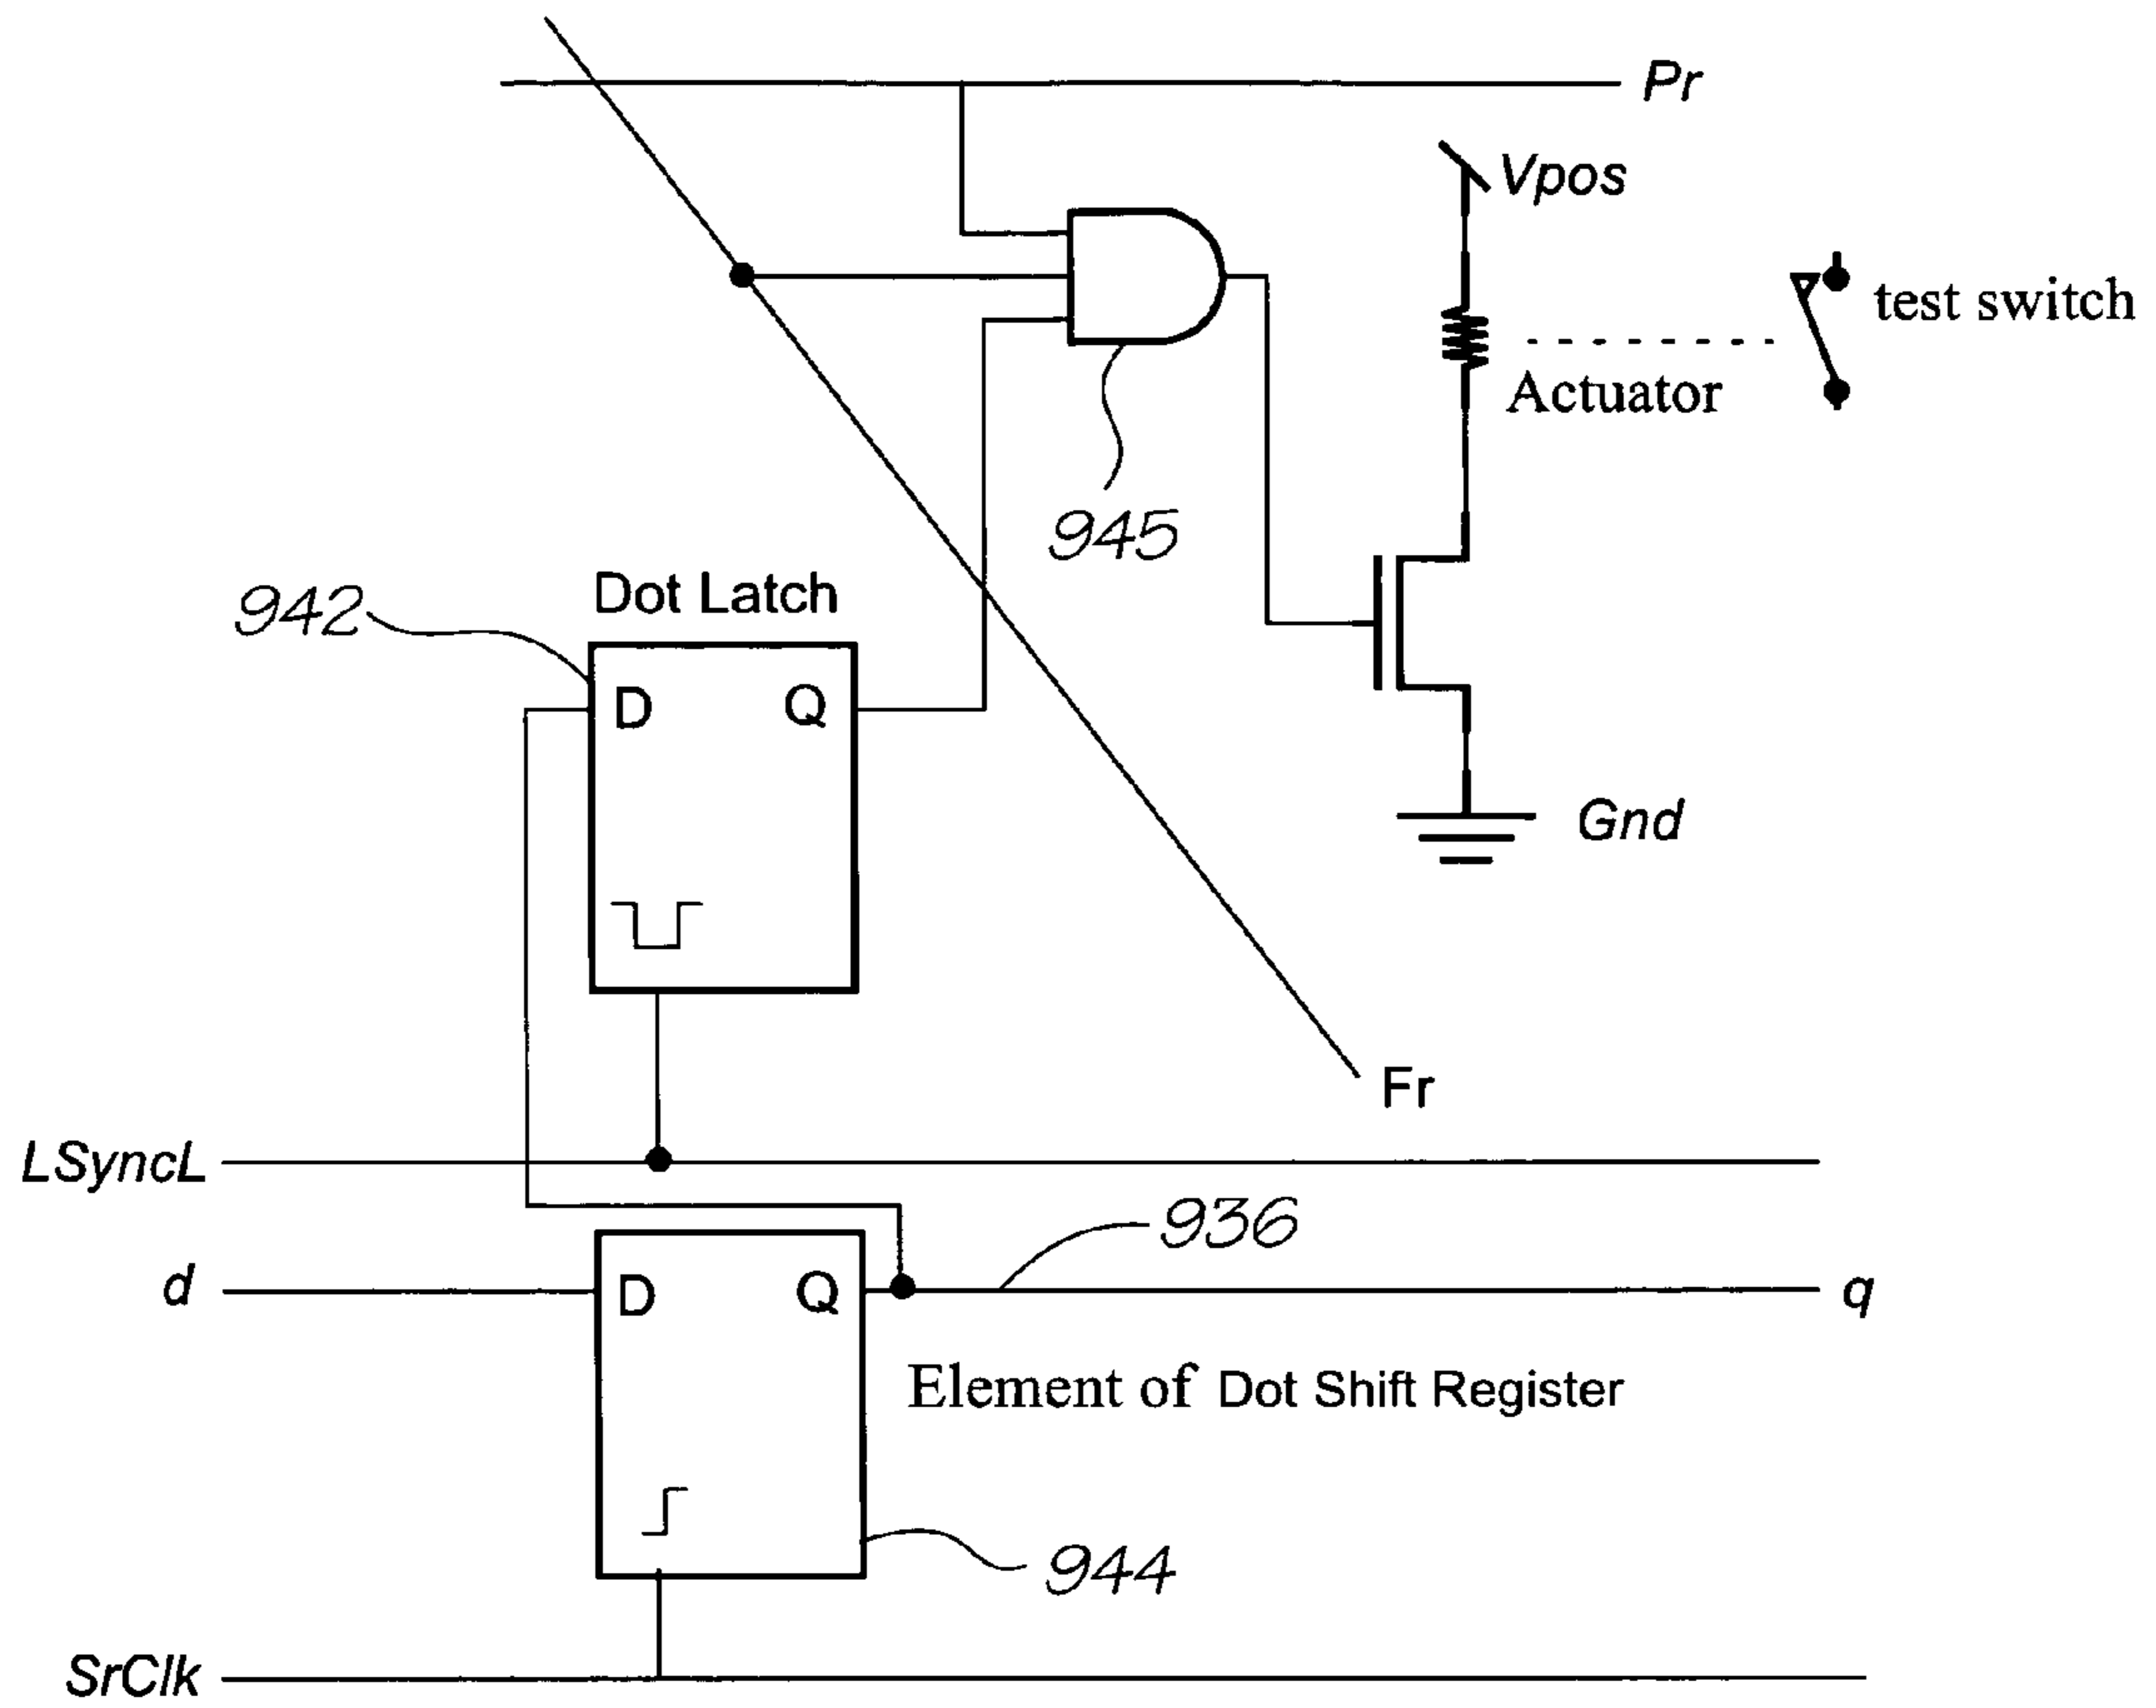 Pr
Vpos
test switch
Actuator
945
942
Dot Latch
D Q
Gnd
Fr
LSyncL
936
d
D Q
q
Element of Dot Shift Register
944
SrClk